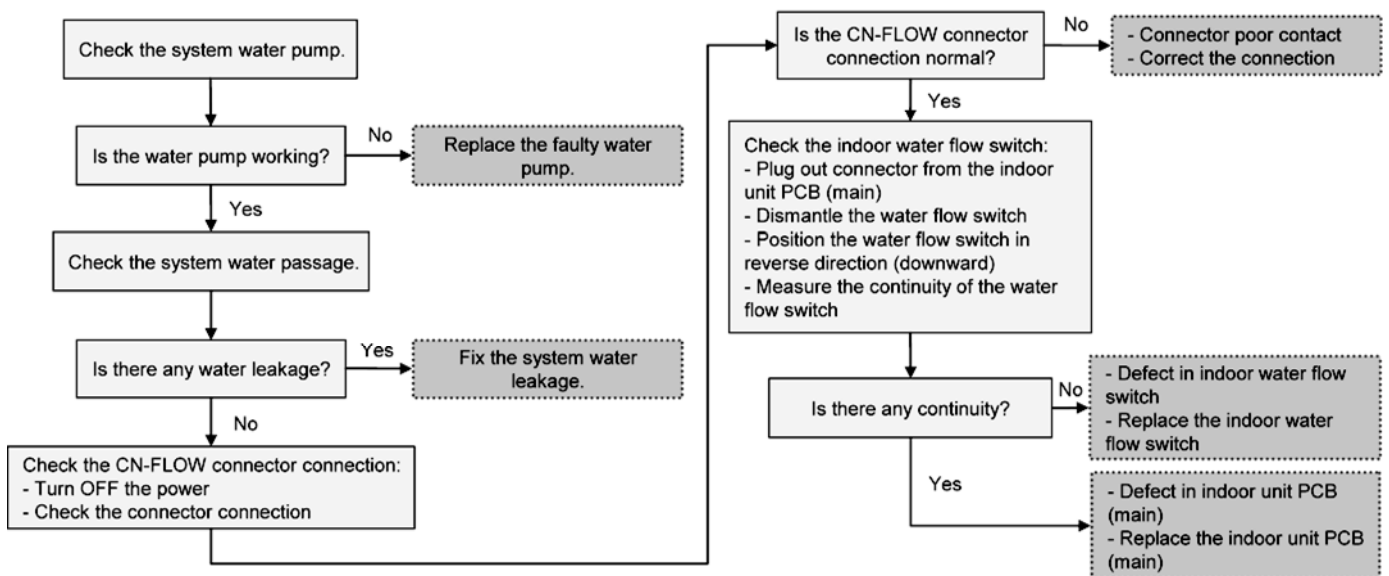 Check the system water pump.
Is the water pump working?
No
Replace the faulty water
pump.
Yes
Check the system water passage.
Is there any water leakage?
Yes
Fix the system water
leakage.
No
Check the CN-FLOW connector connection:
- Turn OFF the power
- Check the connector connection
Is the CN-FLOW connector
connection normal?
No
- Connector poor contact
- Correct the connection
Yes
Check the indoor water flow switch:
- Plug out connector from the indoor
unit PCB (main)
- Dismantle the water flow switch
- Position the water flow switch in
reverse direction (downward)
- Measure the continuity of the water
flow switch
Is there any continuity?
No
- Defect in indoor water flow
switch
- Replace the indoor water
flow switch
Yes
- Defect in indoor unit PCB
(main)
- Replace the indoor unit PCB
(main)